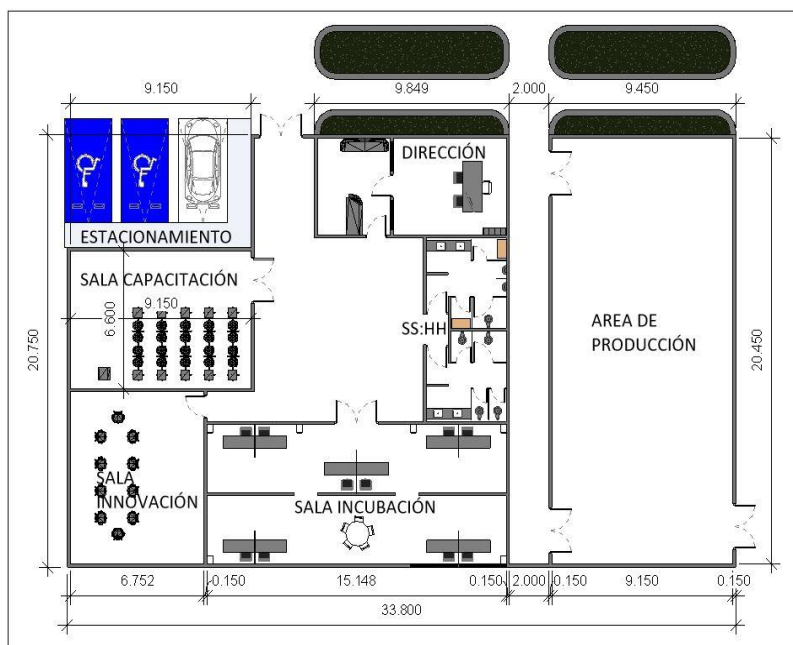 9.150
9.849
2.000
9.450
DIRECCIÓN
ESTACIONAMIENTO
SALA CAPACITACIÓN
9.150
6.600
SS:HH
AREA DE
PRODUCCIÓN
20.750
20.450
SALA
INNOVACIÓN
SALA INCUBACIÓN
6.752
0.150
15.148
0.150
2.000
0.150
9.150
0.150
33.800